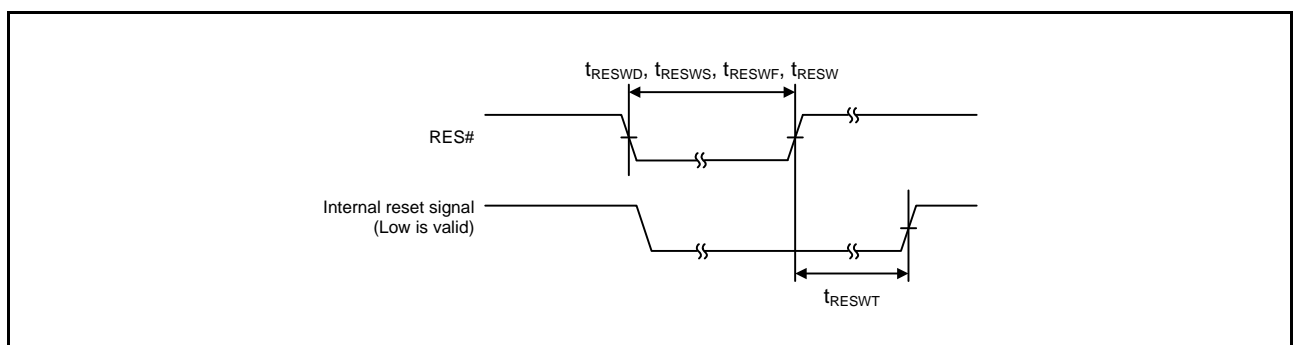 tRESWD, tRESWS, tRESWF, tRESW
RES#
Internal reset signal
(Low is valid)
tRESWT